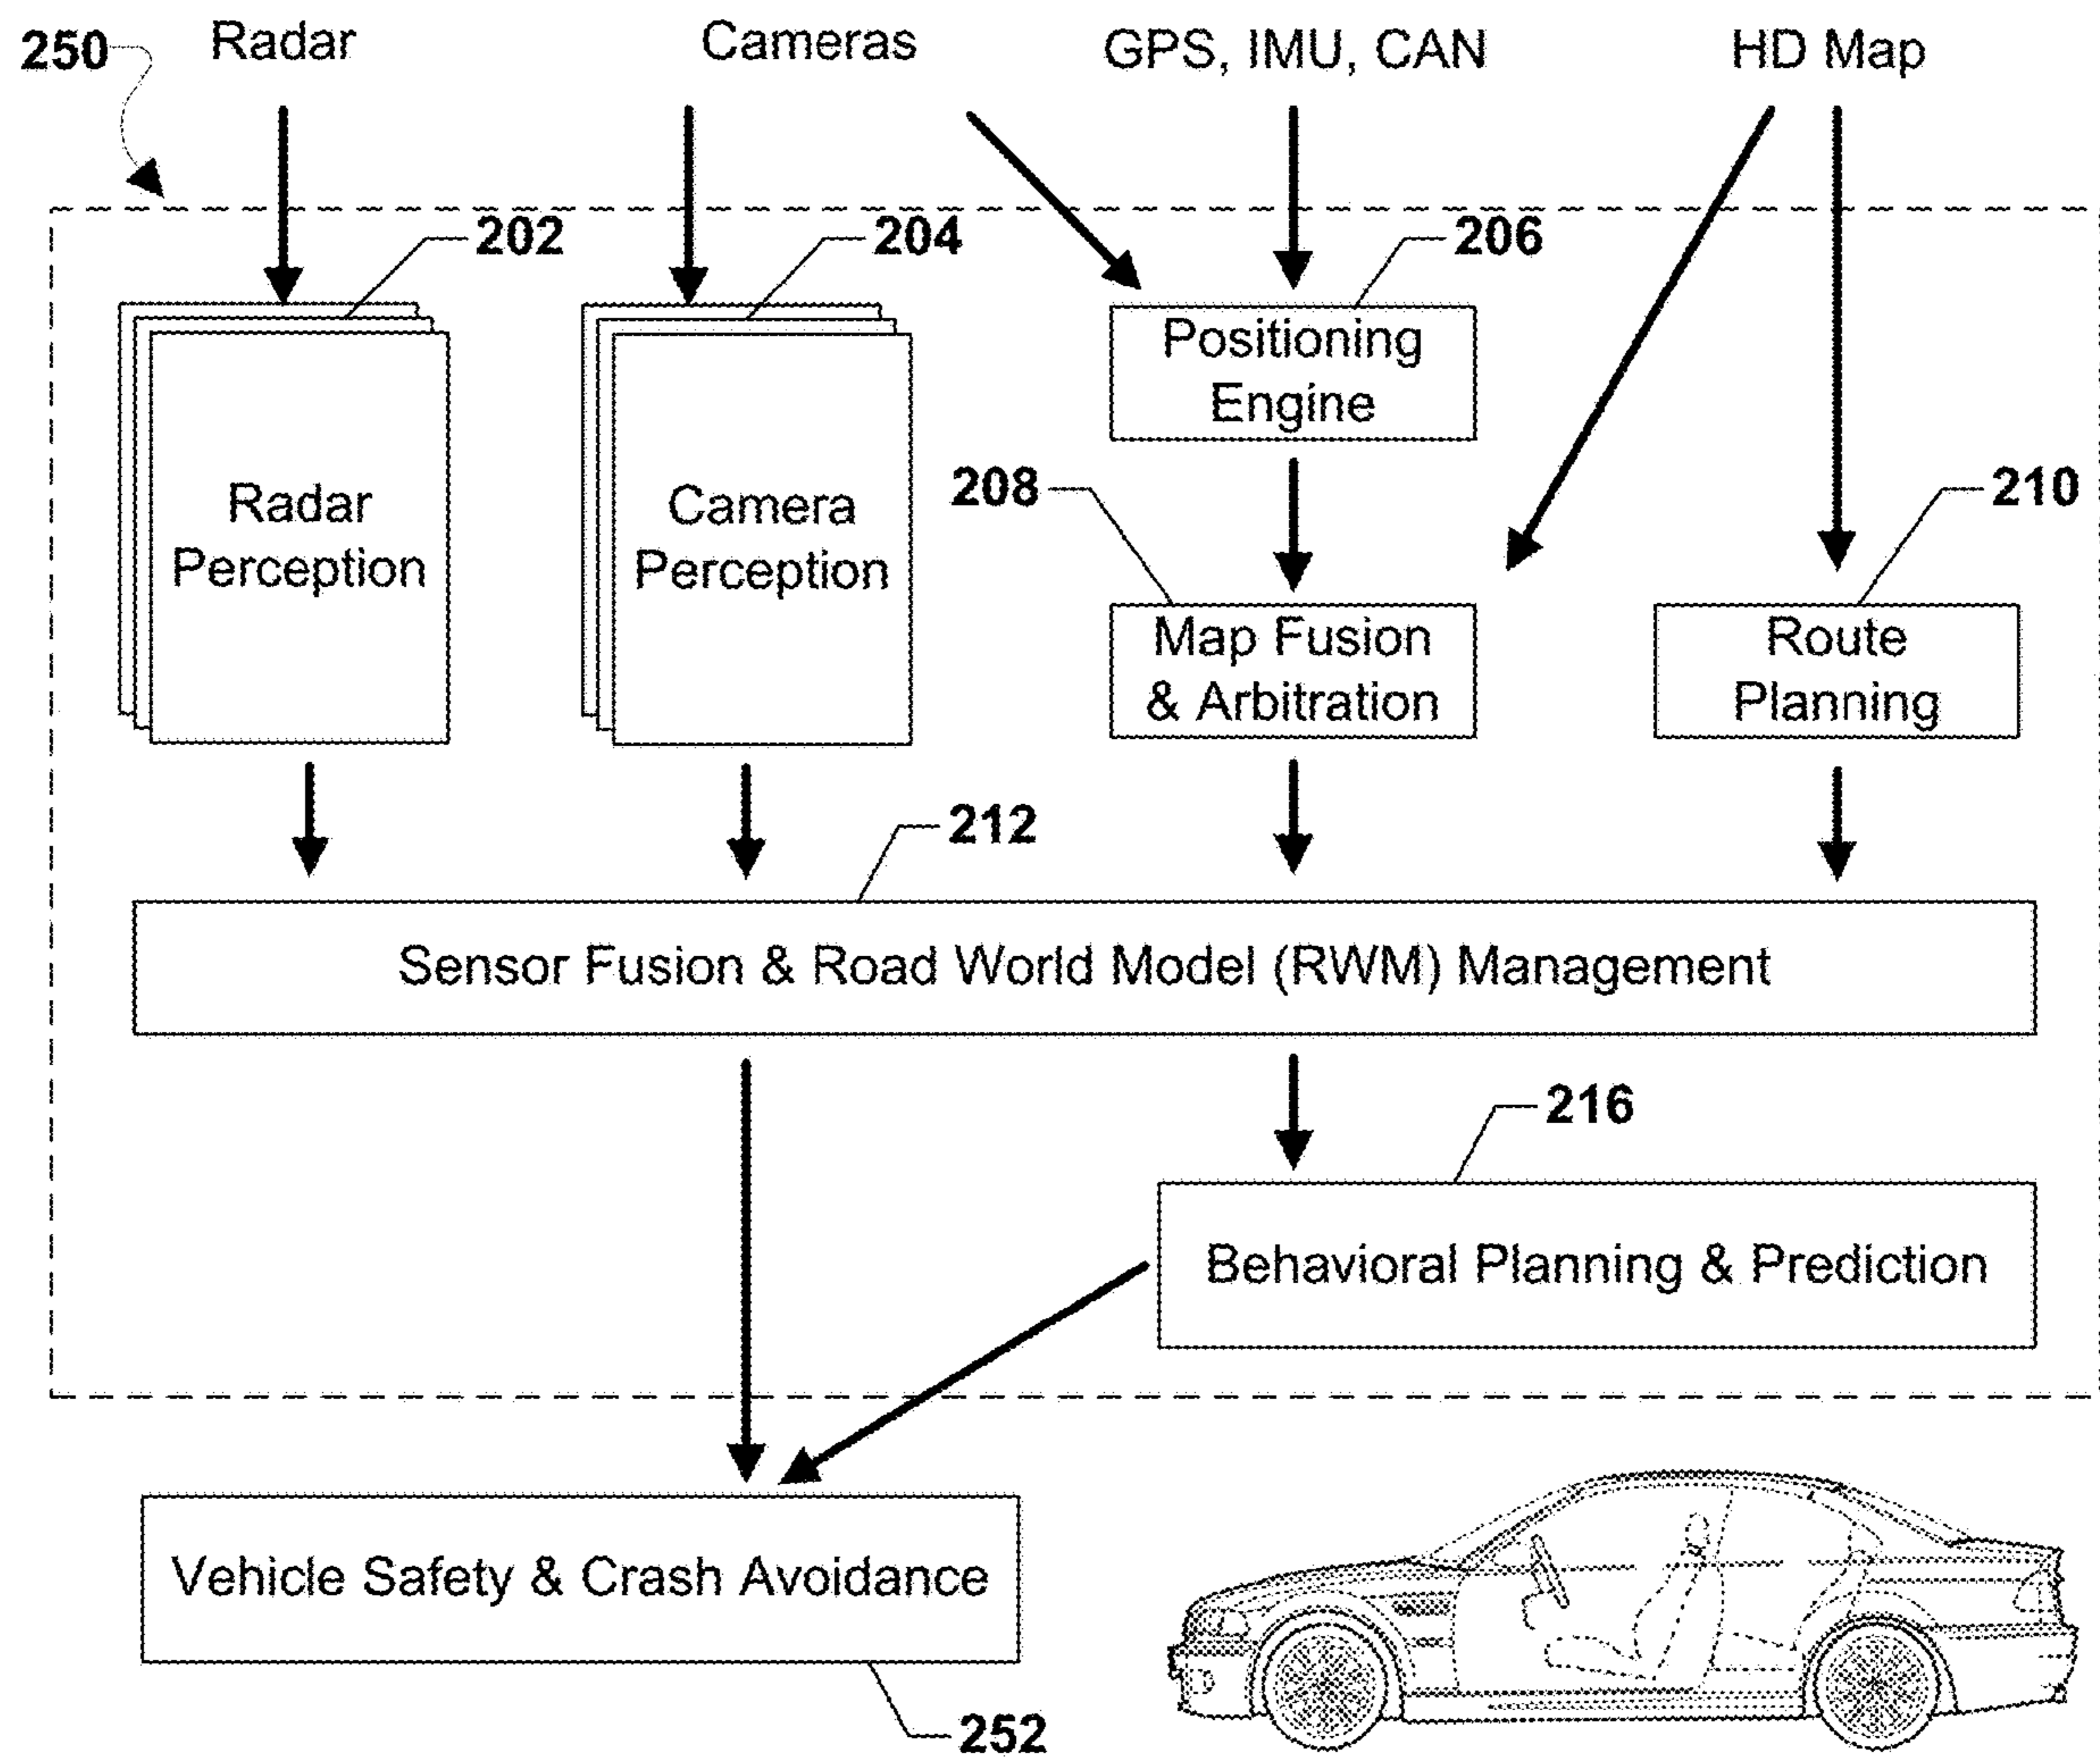 250
Radar
Cameras
GPS, IMU, CAN
HD Map
202
204
206
Positioning
Engine
Radar
Perception
Camera
Perception
208
210
Map Fusion
& Arbitration
Route
Planning
212
Sensor Fusion & Road World Model (RWM) Management
216
Behavioral Planning & Prediction
Vehicle Safety & Crash Avoidance
252